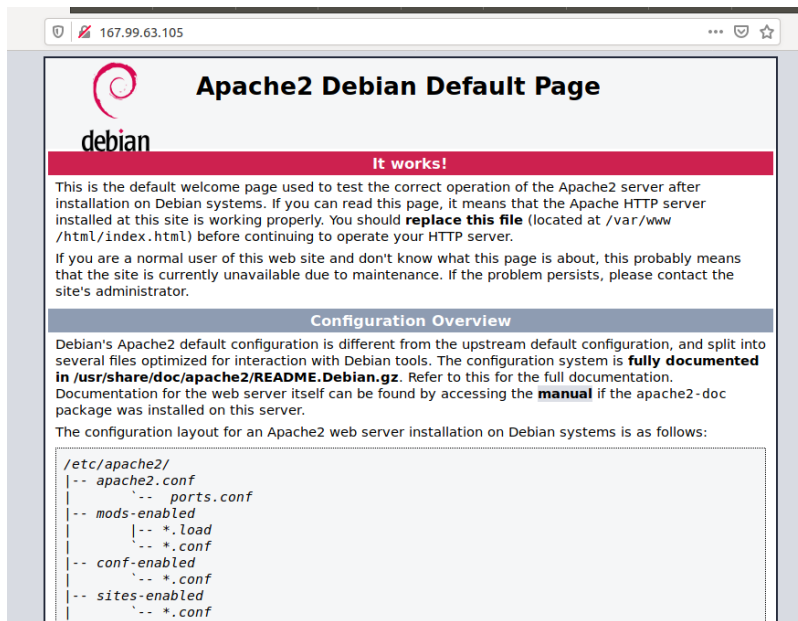 167.99.63.105
Apache2 Debian Default Page
debian
It works!
This is the default welcome page used to test the correct operation of the Apache2 server after
installation on Debian systems. If you can read this page, it means that the Apache HTTP server
installed at this site is working properly. You should replace this file (located at /var/www
/html/index.html) before continuing to operate your HTTP server.
If you are a normal user of this web site and don't know what this page is about, this probably means
that the site is currently unavailable due to maintenance. If the problem persists, please contact the
site's administrator.
Configuration Overview
Debian's Apache2 default configuration is different from the upstream default configuration, and split into
several files optimized for interaction with Debian tools. The configuration system is fully documented
in /usr/share/doc/apache2/README.Debian.gz. Refer to this for the full documentation.
Documentation for the web server itself can be found by accessing the manual if the apache2-doc
package was installed on this server.
The configuration layout for an Apache2 web server installation on Debian systems is as follows:
/etc/apache2/
|-- apache2.conf
|       `--  ports.conf
|-- mods-enabled
|       |-- *.load
|       `-- *.conf
|-- conf-enabled
|       `-- *.conf
|-- sites-enabled
|       `-- *.conf